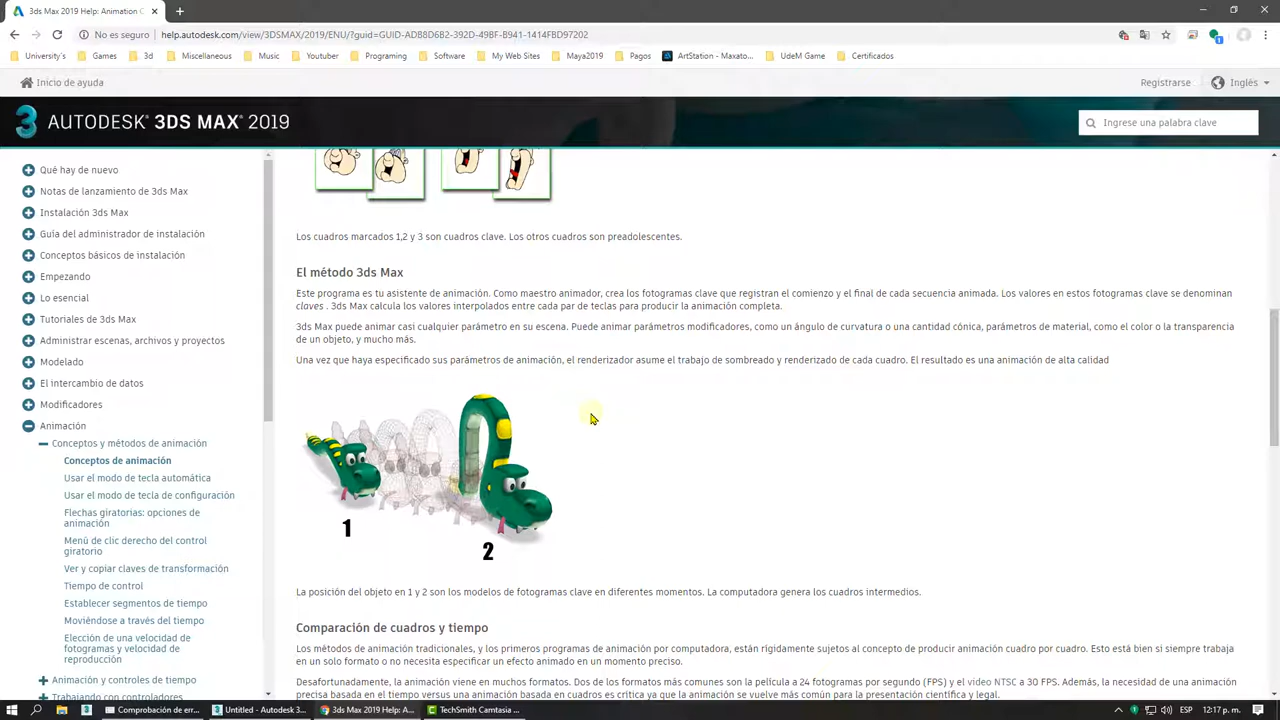 3ds Max 2019 Help: Animation C
No es seguro
help.autodesk.com/view/3DSMAX/2019/ENU/?guid=GUID-AD88D6B2-392D-49BF-B941-1414FBD97202
University's
Games
3d
Miscellaneous
Music
Youtuber
Programing
Software
My Web Sites
Maya2019
Pagos
ArtStation - Maxato...
UdeM Game
Certificados
Inicio de ayuda
Registrarse
Inglés
AUTODESK® 3DS MAX® 2019
Ingrese una palabra clave
Qué hay de nuevo
Notas de lanzamiento de 3ds Max
Instalación 3ds Max
Guía del administrador de instalación
Conceptos básicos de instalación
Empezando
Lo esencial
Tutoriales de 3ds Max
Administrar escenas, archivos y proyectos
Modelado
El intercambio de datos
Modificadores
Animación
Conceptos y métodos de animación
Conceptos de animación
Usar el modo de tecla automática
Usar el modo de tecla de configuración
Flechas giratorias: opciones de
animación
Menú de clic derecho del control
giratorio
Ver y copiar claves de transformación
Tiempo de control
Establecer segmentos de tiempo
Moviéndose a través del tiempo
Elección de una velocidad de
fotogramas y velocidad de
reproducción
Animación y controles de tiempo
Trabajando con controladores
Los cuadros marcados 1,2 y 3 son cuadros clave. Los otros cuadros son preadolescentes.
El método 3ds Max
Este programa es tu asistente de animación. Como maestro animador, crea los fotogramas clave que registran el comienzo y el final de cada secuencia animada. Los valores en estos fotogramas clave se denominan
claves . 3ds Max calcula los valores interpolados entre cada par de teclas para producir la animación completa.
3ds Max puede animar casi cualquier parámetro en su escena. Puede animar parámetros modificadores, como un ángulo de curvatura o una cantidad cónica, parámetros de material, como el color o la transparencia
de un objeto, y mucho más.
Una vez que haya especificado sus parámetros de animación, el renderizador asume el trabajo de sombreado y renderizado de cada cuadro. El resultado es una animación de alta calidad
1
2
La posición del objeto en 1 y 2 son los modelos de fotogramas clave en diferentes momentos. La computadora genera los cuadros intermedios.
Comparación de cuadros y tiempo
Los métodos de animación tradicionales, y los primeros programas de animación por computadora, están rígidamente sujetos al concepto de producir animación cuadro por cuadro. Esto está bien si siempre trabaja
en un solo formato o no necesita especificar un efecto animado en un momento preciso.
Desafortunadamente, la animación viene en muchos formatos. Dos de los formatos más comunes son la película a 24 fotogramas por segundo (FPS) y el video NTSC a 30 FPS. Además, la necesidad de una animación
precisa basada en el tiempo versus una animación basada en cuadros es crítica ya que la animación se vuelve más común para la presentación científica y legal.
Comprobación de err...
Untitled - Autodesk 3...
3ds Max 2019 Help: A...
TechSmith Camtasia ...
ESP
12:17 p. m.